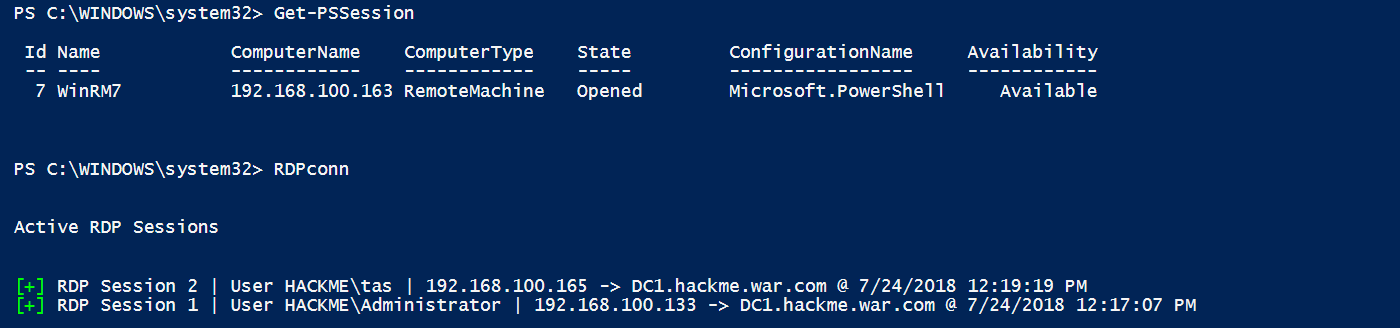 PS C:\WINDOWS\system32> Get-PSSession
Id Name ComputerName ComputerType State ConfigurationName Availability
-- ---- ------------ ------------ ----- ----------------- ------------
7 WinRM7 192.168.100.163 RemoteMachine Opened Microsoft.PowerShell Available
PS C:\WINDOWS\system32> RDPconn
Active RDP Sessions
[+] RDP Session 2 | User HACKME\tas | 192.168.100.165 -> DC1.hackme.war.com @ 7/24/2018 12:19:19 PM
[+] RDP Session 1 | User HACKME\Administrator | 192.168.100.133 -> DC1.hackme.war.com @ 7/24/2018 12:17:07 PM